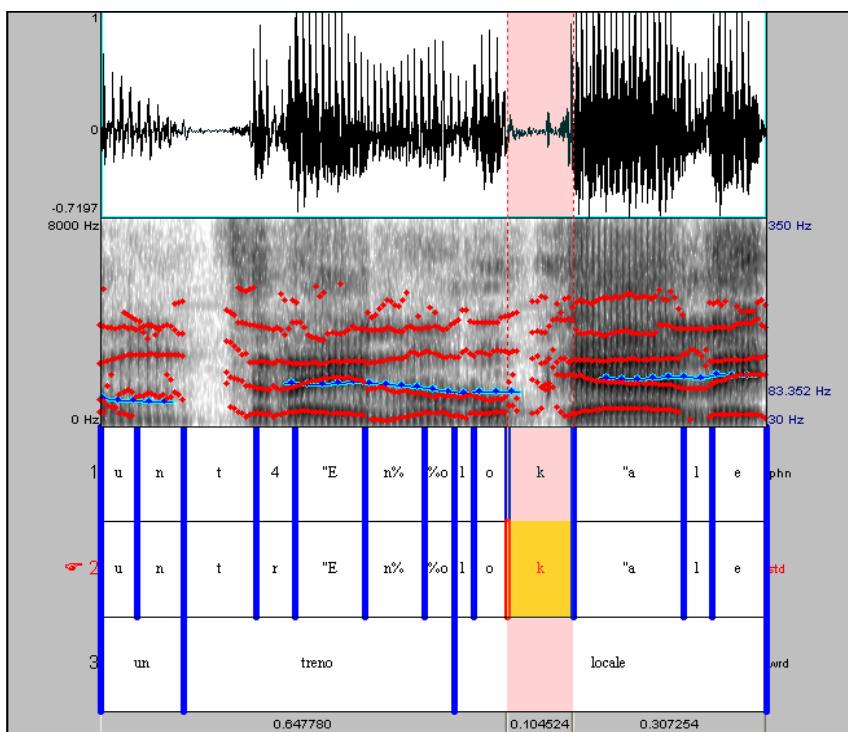 1
0
-0.7197
8000 Hz 350 Hz
83.352 Hz
0 Hz 30 Hz
1 u n t 4 "E n% %o l o k "a l e phn
2 u n t r "E n% %o l o k "a l e std
3 un treno locale wrd
0.647780 0.104524 0.307254